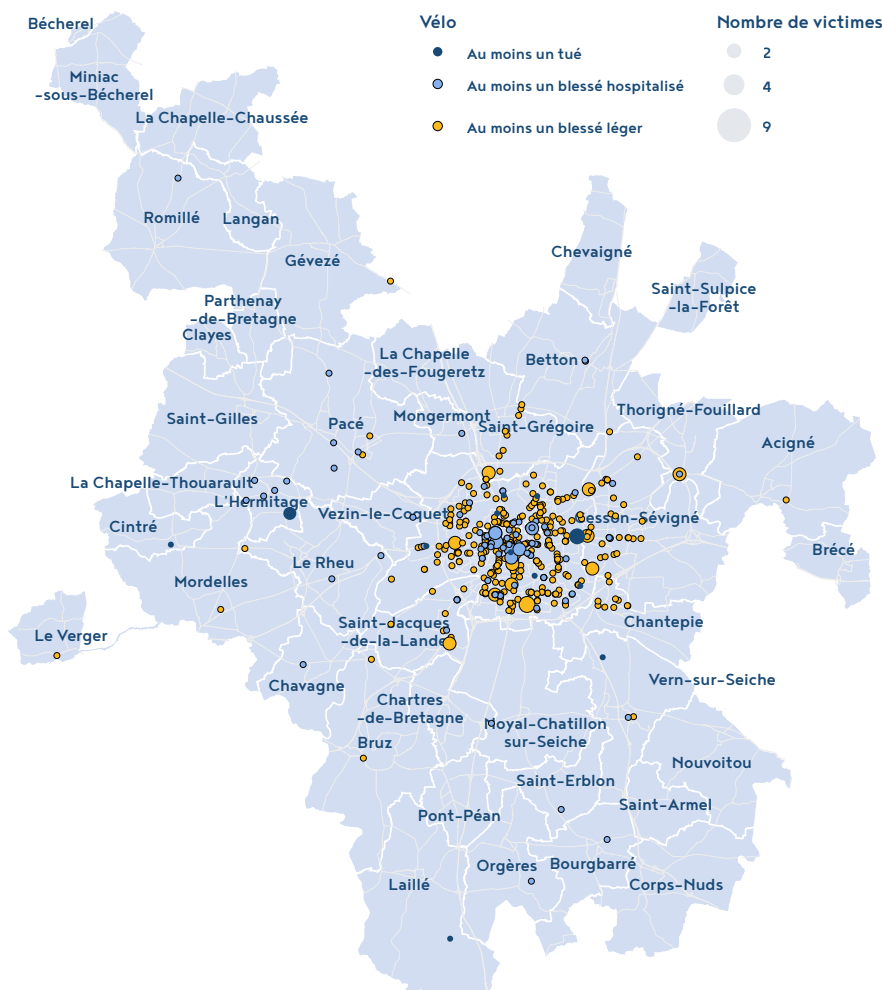 Vélo
Au moins un tué
Au moins un blessé hospitalisé
Au moins un blessé léger
Nombre de victimes
2
4
9
Bécherel
Miniac
-sous-Bécherel
La Chapelle-Chaussée
Romillé
Langan
Gévezé
Chevaigné
Saint-Sulpice
-la-Forêt
Parthenay
-de-Bretagne
Clayes
La Chapelle
-des-Fougeretz
Betton
Saint-Gilles
Pacé
Mongermont
Saint-Grégoire
Thorigné-Fouillard
Acigné
La Chapelle-Thouarault
L'Hermitage
Vezin-le-Coquet
Cesson-Sévigné
Cintré
Brécé
Le Rheu
Mordelles
Saint-Jacques
-de-la-Lande
Chantepie
Le Verger
Chavagne
Vern-sur-Seiche
Chartres
-de-Bretagne
Noyal-Chatillon
sur-Seiche
Bruz
Nouvoitou
Saint-Erblon
Saint-Armel
Pont-Péan
Orgères
Bourgbarré
Laillé
Corps-Nuds